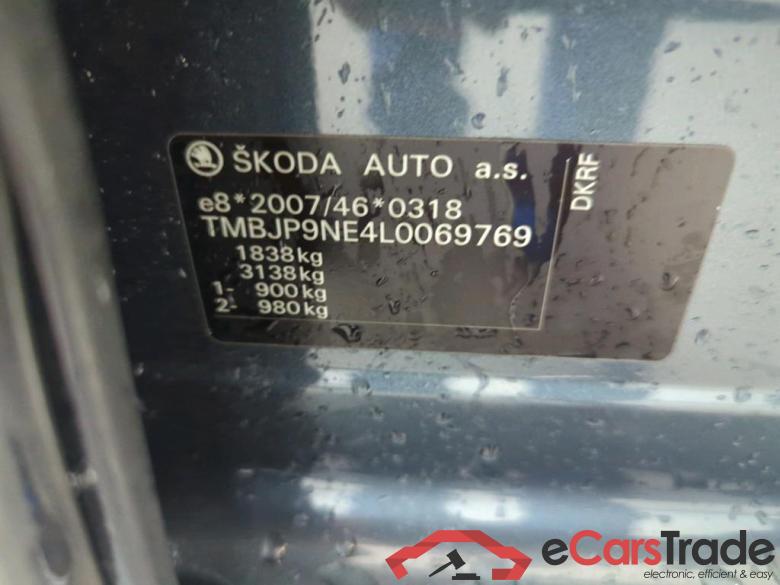 ŠKODA AUTO a.s.
DKRF
e8*2007/46*0318
TMBJP9NE4L0069769
1838kg
3138kg
1- 900kg
2- 980kg
eCarsTrade
electronic, efficient & easy